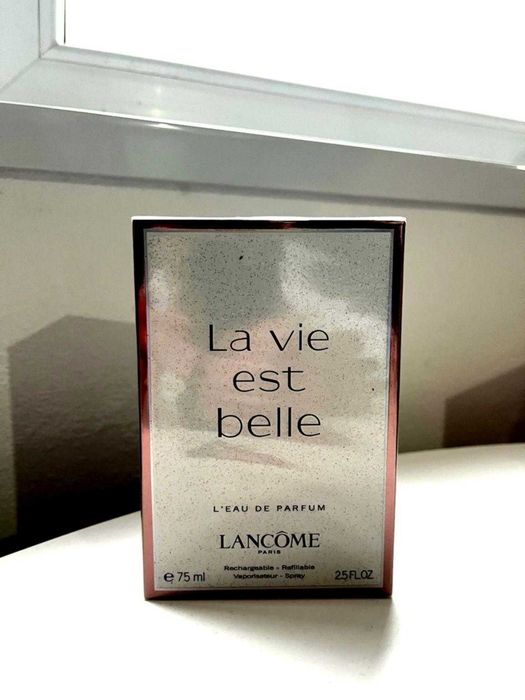 La vie
est
belle
L'EAU DE PARFUM
LANCÔME
PARIS
Rechargeable - Refillable
Vaporisateur - Spray
e 75 ml
2.5 FL.OZ